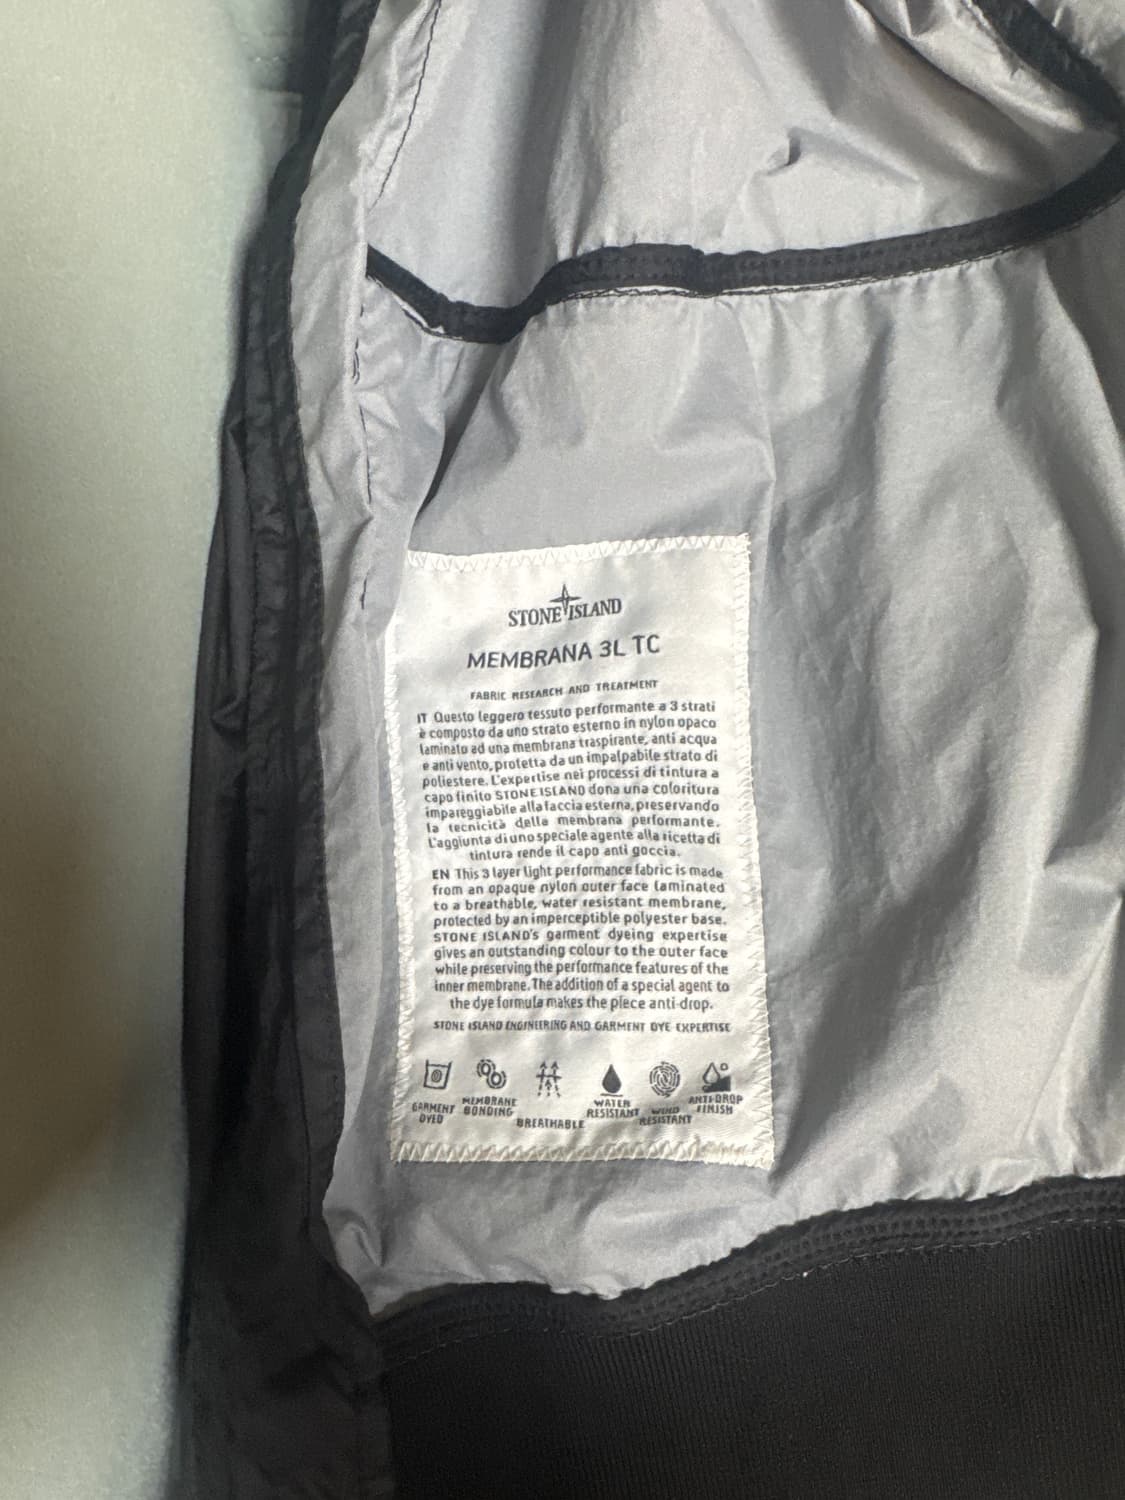 STONE ISLAND
MEMBRANA 3L TC
FABRIC RESEARCH AND TREATMENT
IT Questo leggero tessuto performante a 3 strati
è composto da uno strato esterno in nylon opaco
laminato ad una membrana traspirante, anti acqua
e anti vento, protetta da un impalpabile strato di
poliestere. L'expertise nei processi di tintura a
capo finito STONE ISLAND dona una coloritura
impareggiabile alla faccia esterna, preservando
la tecnicità della membrana performante.
L'aggiunta di uno speciale agente alla ricetta di
tintura rende il capo anti goccia.
EN This 3 layer light performance fabric is made
from an opaque nylon outer face laminated
to a breathable, water resistant membrane,
protected by an imperceptible polyester base.
STONE ISLAND's garment dyeing expertise
gives an outstanding colour to the outer face
while preserving the performance features of the
inner membrane. The addition of a special agent to
the dye formula makes the piece anti-drop.
STONE ISLAND ENGINEERING AND GARMENT DYE EXPERTISE
GARMENT
DYED
MEMBRANE
BONDING
BREATHABLE
WATER
RESISTANT
WIND
RESISTANT
ANTI-DROP
FINISH